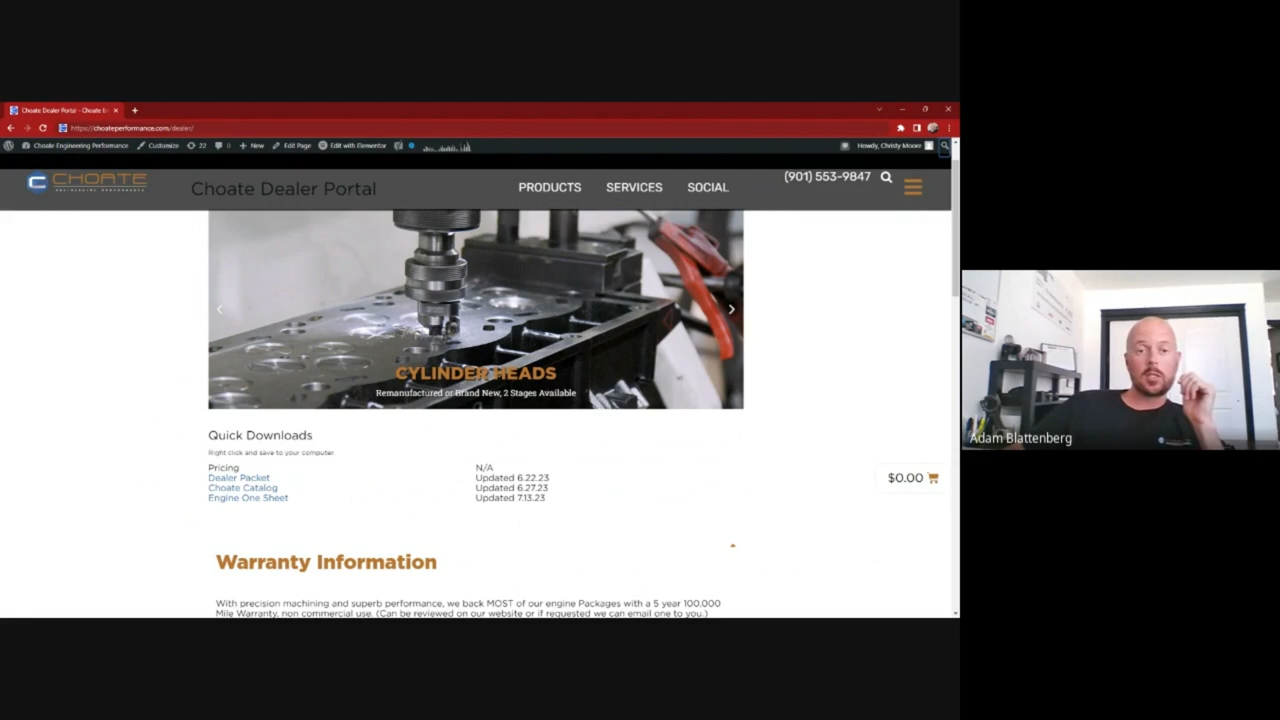 Choate Dealer Portal - Choate E
https://choateperformance.com/dealer/
Choate Engineering Performance
Customize
22
0
New
Edit Page
Edit with Elementor
Howdy, Christy Moore
CHOATE
ENGINEERING PERFORMANCE
Choate Dealer Portal
PRODUCTS SERVICES SOCIAL
(901) 553-9847
CYLINDER HEADS
Remanufactured or Brand New, 2 Stages Available
Quick Downloads
Right click and save to your computer.
Pricing N/A
Dealer Packet Updated 6.22.23
Choate Catalog Updated 6.27.23
Engine One Sheet Updated 7.13.23
$0.00
Warranty Information
With precision machining and superb performance, we back MOST of our engine Packages with a 5 year 100,000
Mile Warranty, non commercial use. (Can be reviewed on our website or if requested we can email one to you.)
Adam Blattenberg